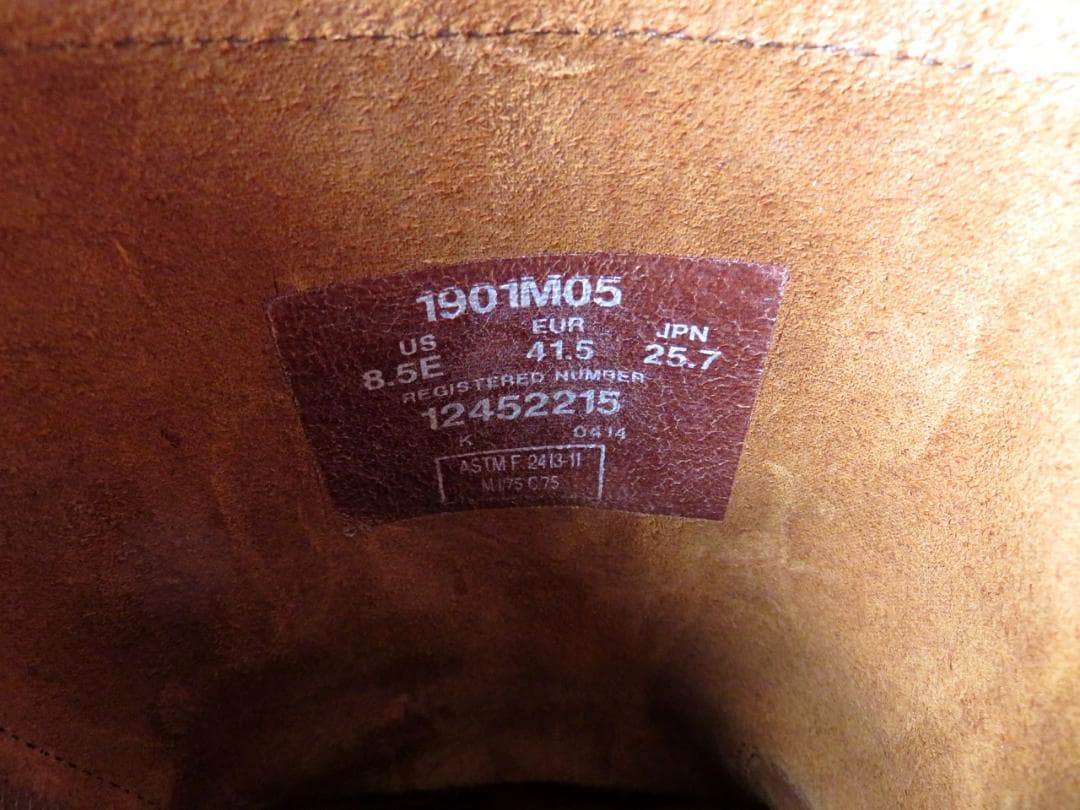 1901M05
US EUR JPN
8.5E 41.5 25.7
REGISTERED NUMBER
12452215
K 0414
ASTM F 2413-11
M I/75 C 75